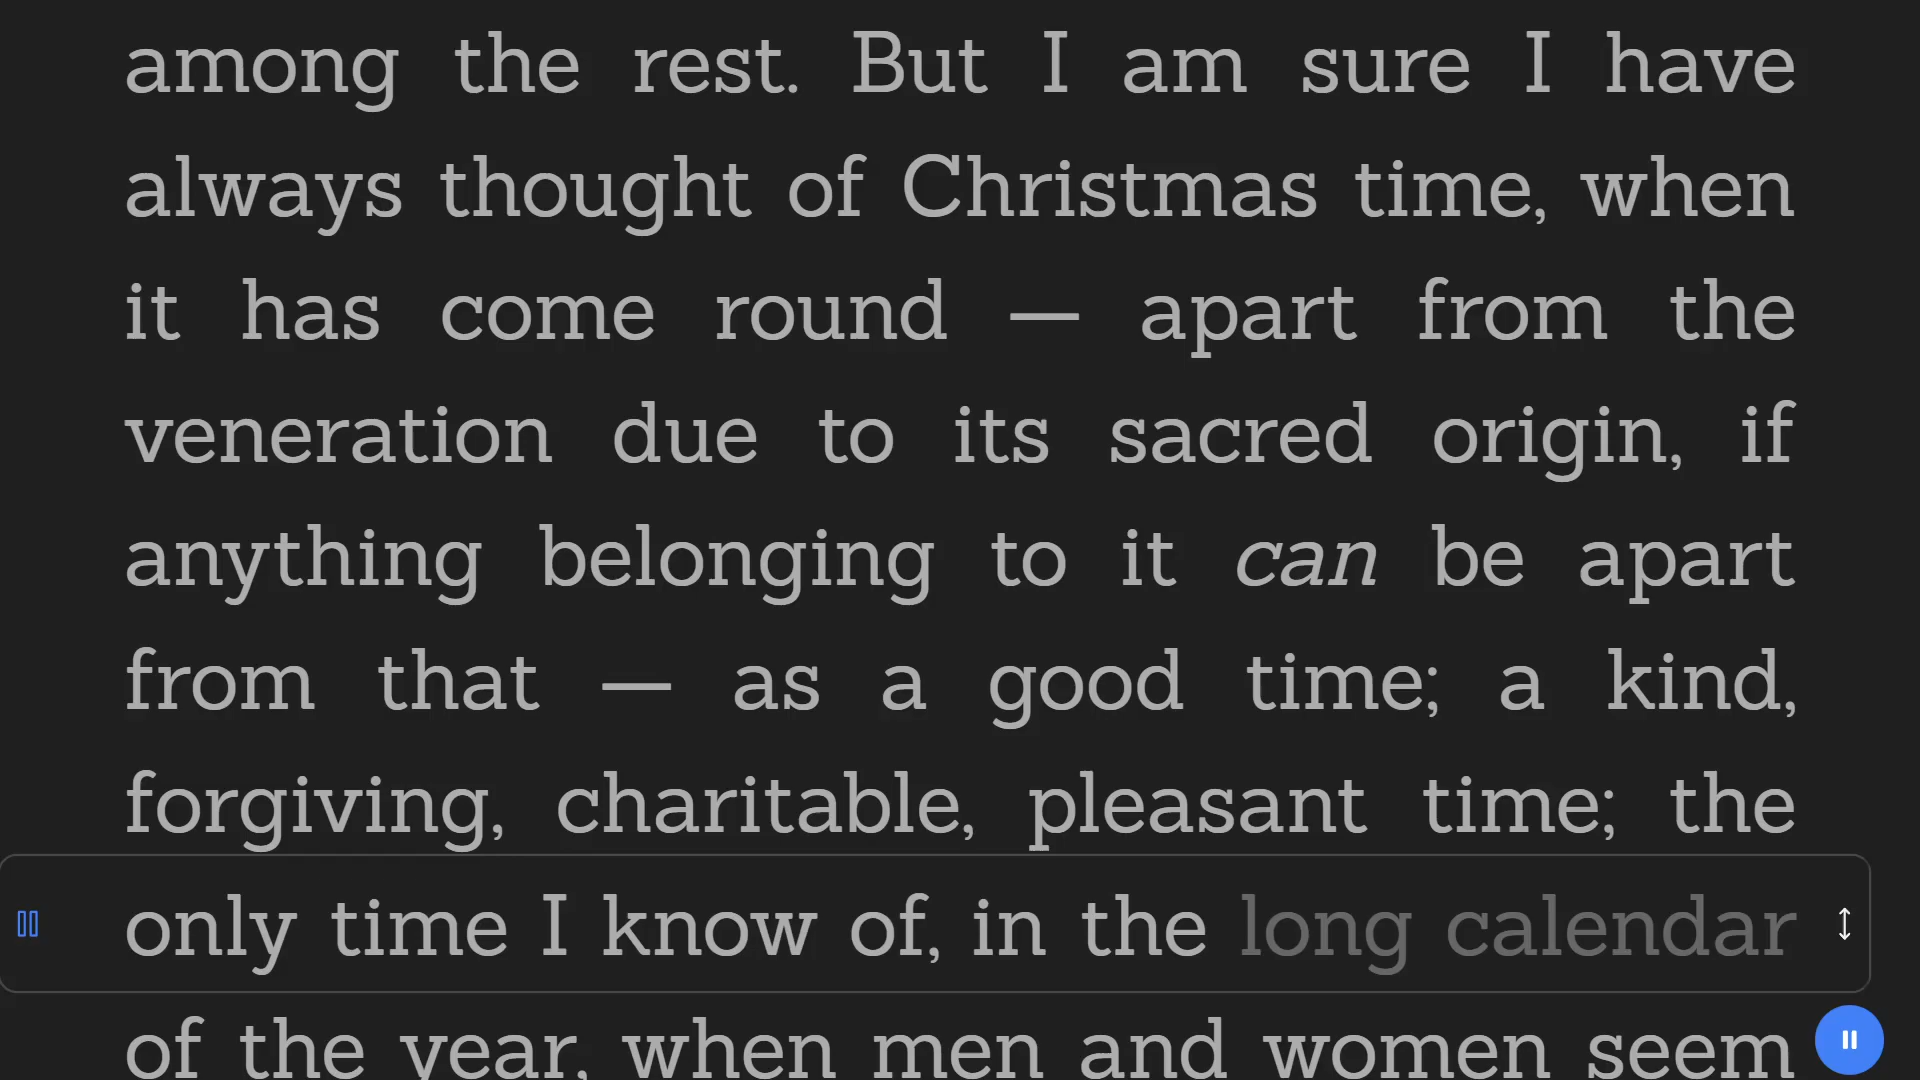 among the rest. But I am sure I have
always thought of Christmas time, when
it has come round — apart from the
veneration due to its sacred origin, if
anything belonging to it can be apart
from that — as a good time; a kind,
forgiving, charitable, pleasant time; the
only time I know of, in the long calendar
of the year, when men and women seem